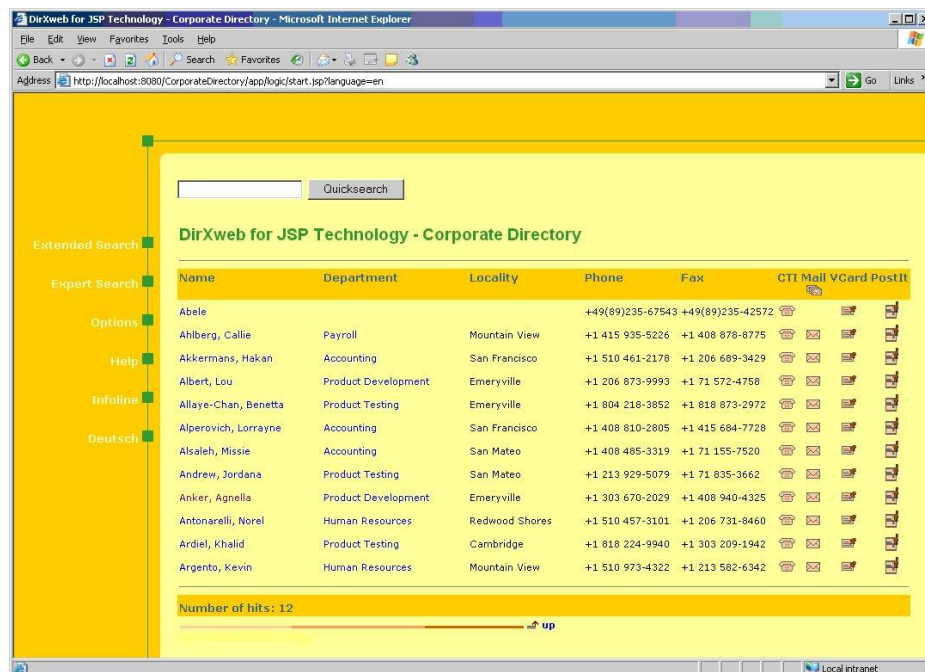 DirXweb for JSP Technology - Corporate Directory - Microsoft Internet Explorer
File Edit View Favorites Tools Help
Back Search Favorites
Address http://localhost:8080/CorporateDirectory/app/logic/start.jsp?language=en Go Links
Quicksearch
DirXweb for JSP Technology - Corporate Directory
Extended Search
Expert Search
Options
Help
Infoline
Deutsch
Name Department Locality Phone Fax CTI Mail VCard PostIt
Abele +49(89)235-67543 +49(89)235-42572
Ahlberg, Callie Payroll Mountain View +1 415 935-5226 +1 408 878-8775
Akkermans, Hakan Accounting San Francisco +1 510 461-2178 +1 206 689-3429
Albert, Lou Product Development Emeryville +1 206 873-9993 +1 71 572-4758
Allaye-Chan, Benetta Product Testing Emeryville +1 804 218-3852 +1 818 873-2972
Alperovich, Lorrayne Accounting San Francisco +1 408 810-2805 +1 415 684-7728
Alsaleh, Missie Accounting San Mateo +1 408 485-3319 +1 71 155-7520
Andrew, Jordana Product Testing San Mateo +1 213 929-5079 +1 71 835-3662
Anker, Agnella Product Development Emeryville +1 303 670-2029 +1 408 940-4325
Antonarelli, Norel Human Resources Redwood Shores +1 510 457-3101 +1 206 731-8460
Ardiel, Khalid Product Testing Cambridge +1 818 224-9940 +1 303 209-1942
Argento, Kevin Human Resources Mountain View +1 510 973-4322 +1 213 582-6342
Number of hits: 12
up
Local intranet